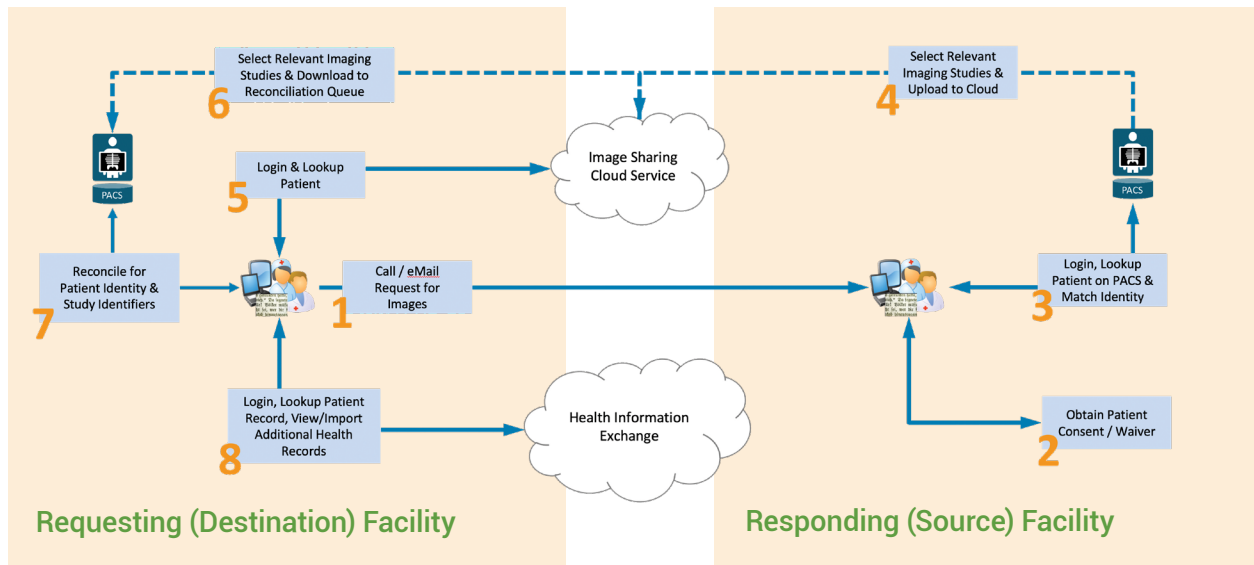 Select Relevant Imaging
Studies & Download to
Reconciliation Queue
6
Select Relevant
Imaging Studies &
Upload to Cloud
4
PACS
Login & Lookup
Patient
5
Image Sharing
Cloud Service
PACS
Reconcile for
Patient Identity &
Study Identifiers
7
Call / eMail
Request for
Images
1
Login, Lookup
Patient on PACS &
Match Identity
3
Login, Lookup Patient
Record, View/Import
Additional Health
Records
8
Health Information
Exchange
Obtain Patient
Consent / Waiver
2
Requesting (Destination) Facility
Responding (Source) Facility